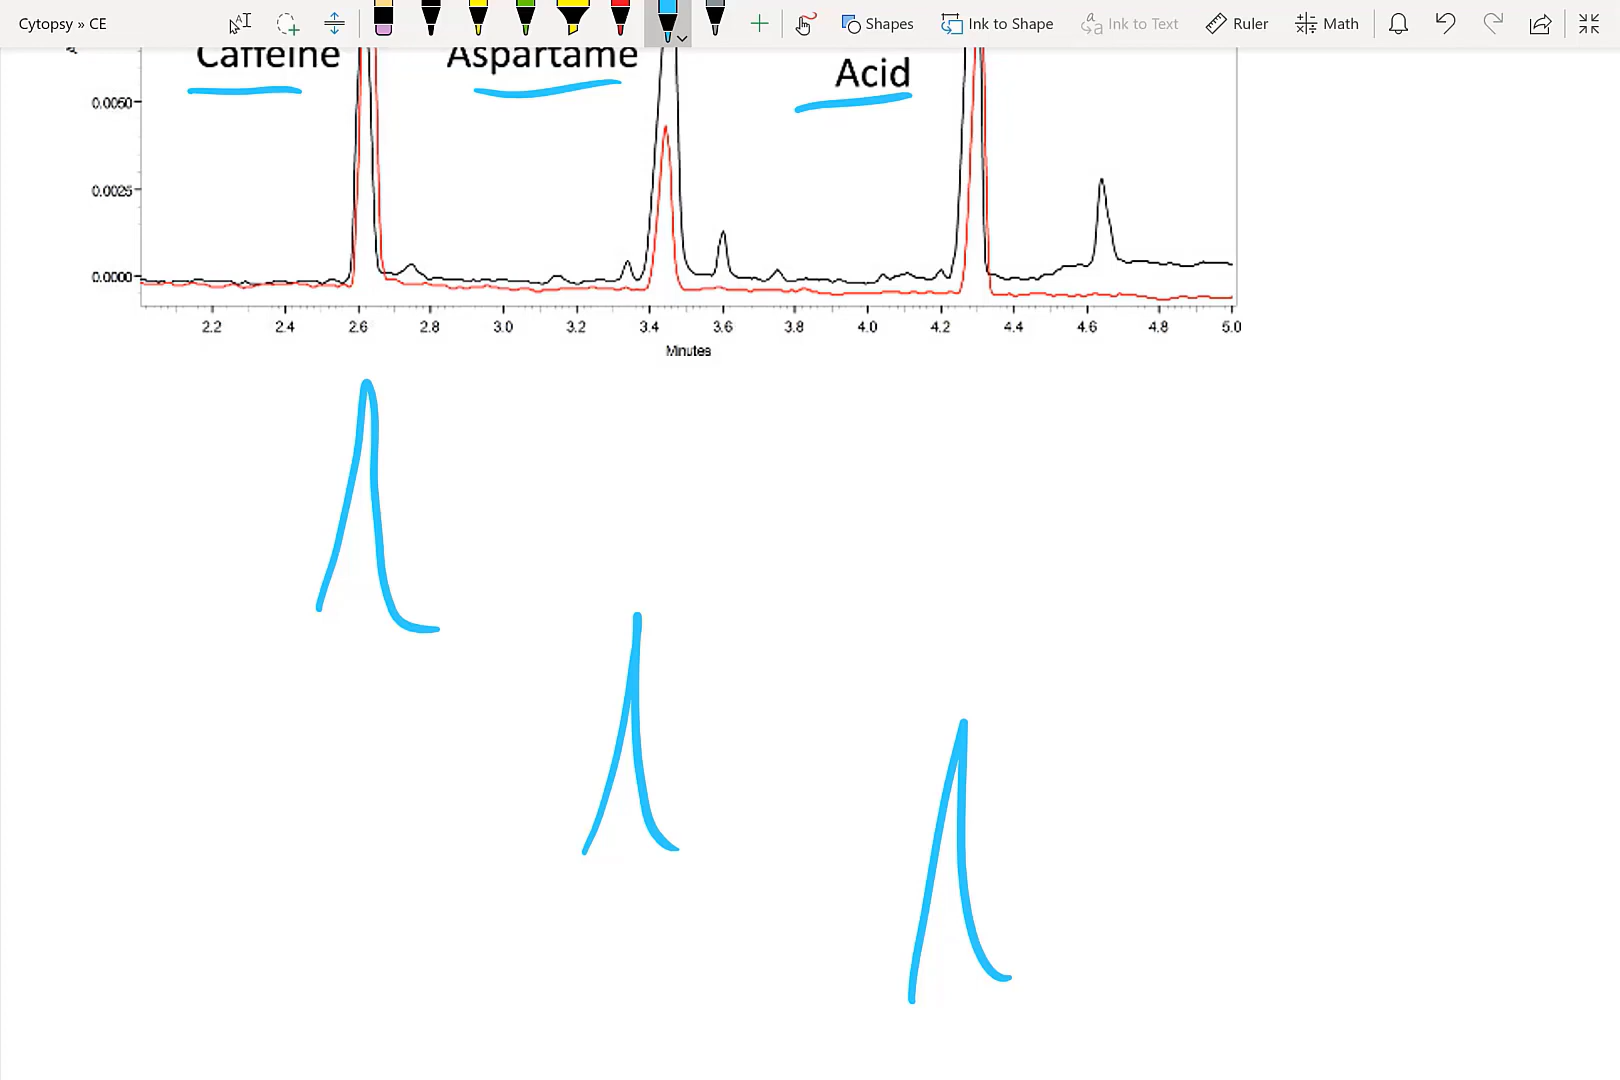 Cytopsy » CE
Ink to Shape
Ink to Text
Shapes
Ruler
Math
Caffeine
Aspartame
Acid
0.0050
0.0025
0.0000
2.2 2.4 2.6 2.8 3.0 3.2 3.4 3.6 3.8 4.0 4.2 4.4 4.6 4.8 5.0
Minutes